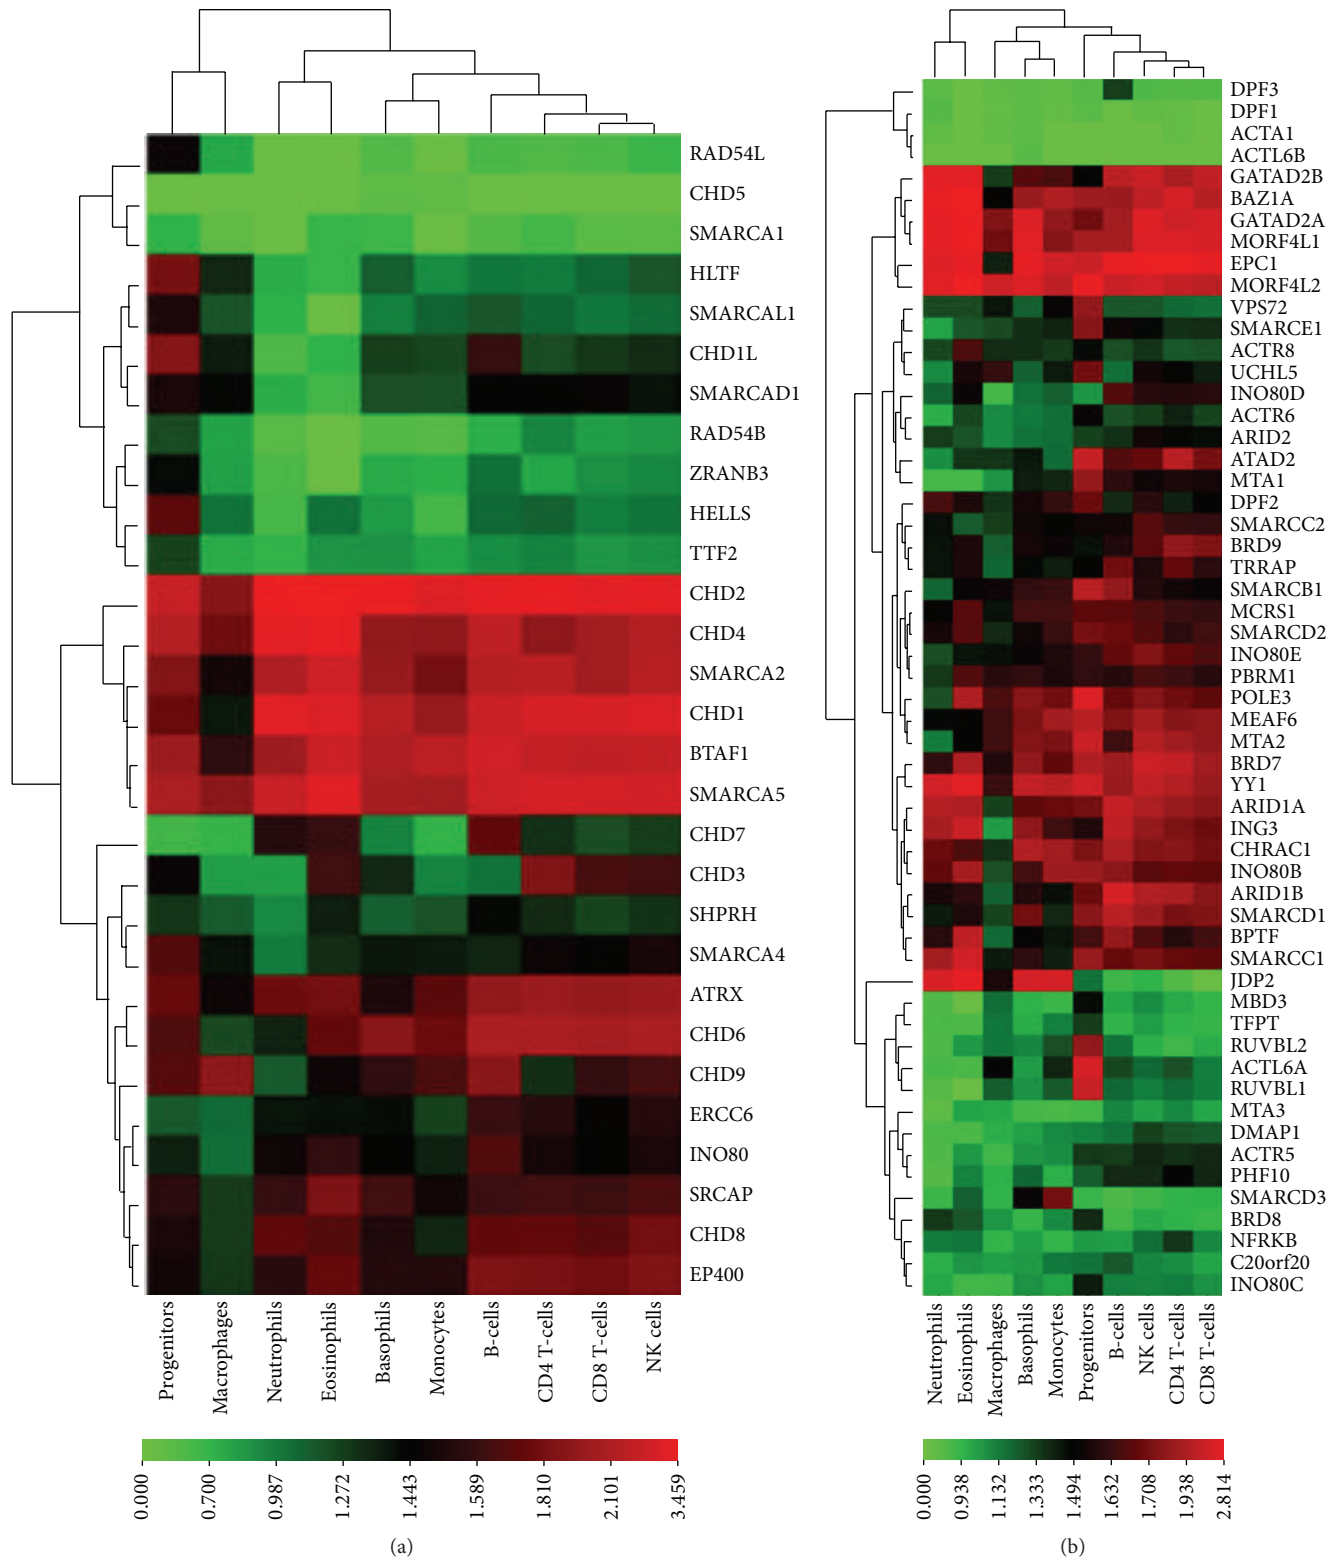 RAD54L
CHD5
SMARCA1
HLTF
SMARCAL1
CHD1L
SMARCAD1
RAD54B
ZRANB3
HELLS
TTF2
CHD2
CHD4
SMARCA2
CHD1
BTAF1
SMARCA5
CHD7
CHD3
SHPRH
SMARCA4
ATRX
CHD6
CHD9
ERCC6
INO80
SRCAP
CHD8
EP400
Progenitors
Macrophages
Neutrophils
Eosinophils
Basophils
Monocytes
B-cells
CD4 T-cells
CD8 T-cells
NK cells
0.000
0.700
0.987
1.272
1.443
1.589
1.810
2.101
3.459
(a)
DPF3
DPF1
ACTA1
ACTL6B
GATAD2B
BAZ1A
GATAD2A
MORF4L1
EPC1
MORF4L2
VPS72
SMARCE1
ACTR8
UCHL5
INO80D
ACTR6
ARID2
ATAD2
MTA1
DPF2
SMARCC2
BRD9
TRRAP
SMARCB1
MCRS1
SMARCD2
INO80E
PBRM1
POLE3
MEAF6
MTA2
BRD7
YY1
ARID1A
ING3
CHRAC1
INO80B
ARID1B
SMARCD1
BPTF
SMARCC1
JDP2
MBD3
TFPT
RUVBL2
ACTL6A
RUVBL1
MTA3
DMAP1
ACTR5
PHF10
SMARCD3
BRD8
NFRKB
C20orf20
INO80C
Neutrophils
Eosinophils
Macrophages
Basophils
Monocytes
Progenitors
B-cells
NK cells
CD4 T-cells
CD8 T-cells
0.000
0.938
1.132
1.335
1.494
1.632
1.708
1.938
2.814
(b)